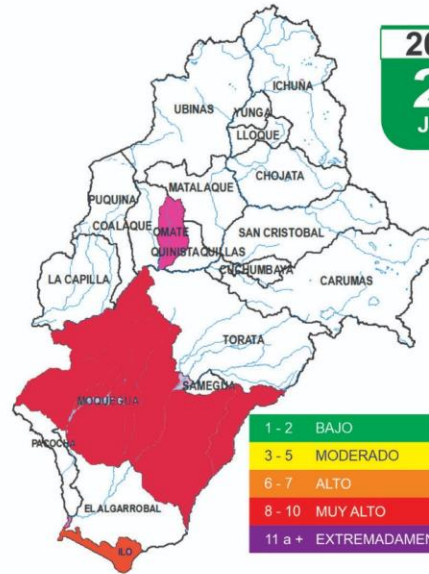 20
2
J
ICHUÑA
UBINAS
YUNGA
LLOQUE
CHOJATA
MATALAQUE
PUQUINA
COALAQUE
OMATE
SAN CRISTOBAL
QUINISTAQUILLAS
CUCHUMBAYA
LA CAPILLA
CARUMAS
TORATA
SAMEGUA
MOQUEGUA
PACOCHA
EL ALGARROBAL
ILO
1 - 2 BAJO
3 - 5 MODERADO
6 - 7 ALTO
8 - 10 MUY ALTO
11 a + EXTREMADAMEN